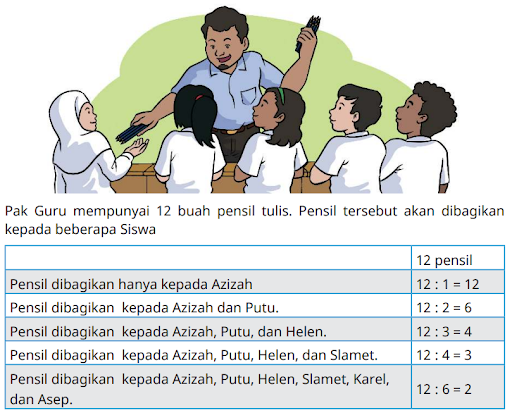 Pak Guru mempunyai 12 buah pensil tulis. Pensil tersebut akan dibagikan
kepada beberapa Siswa
12 pensil
Pensil dibagikan hanya kepada Azizah 12 : 1 = 12
Pensil dibagikan kepada Azizah dan Putu. 12 : 2 = 6
Pensil dibagikan kepada Azizah, Putu, dan Helen. 12 : 3 = 4
Pensil dibagikan kepada Azizah, Putu, Helen, dan Slamet. 12 : 4 = 3
Pensil dibagikan kepada Azizah, Putu, Helen, Slamet, Karel,
dan Asep. 12 : 6 = 2